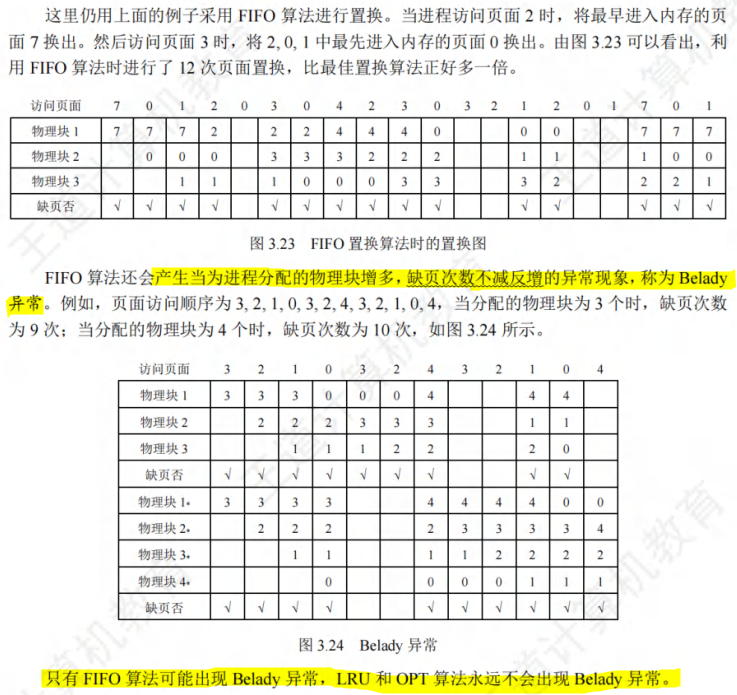 这里仍用上面的例子采用 FIFO 算法进行置换。当进程访问页面 2 时，将最早进入内存的页
面 7 换出。然后访问页面 3 时，将 2, 0, 1 中最先进入内存的页面 0 换出。由图 3.23 可以看出，利
用 FIFO 算法时进行了 12 次页面置换，比最佳置换算法正好多一倍。
访问页面 7 0 1 2 0 3 0 4 2 3 0 3 2 1 2 0 1 7 0 1
物理块 1 7 7 7 2 2 2 4 4 4 0 0 0 7 7 7
物理块 2 0 0 0 3 3 3 2 2 2 1 1 1 0 0
物理块 3 1 1 1 0 0 0 3 3 3 2 2 2 1
缺页否 √ √ √ √ √ √ √ √ √ √ √ √ √ √ √
图 3.23 FIFO 置换算法时的置换图
FIFO 算法还会产生当为进程分配的物理块增多，缺页次数不减反增的异常现象，称为 Belady
异常。例如，页面访问顺序为 3, 2, 1, 0, 3, 2, 4, 3, 2, 1, 0, 4，当分配的物理块为 3 个时，缺页次数
为 9 次；当分配的物理块为 4 个时，缺页次数为 10 次，如图 3.24 所示。
访问页面 3 2 1 0 3 2 4 3 2 1 0 4
物理块 1 3 3 3 0 0 0 4 4 4
物理块 2 2 2 2 3 3 3 1 1
物理块 3 1 1 1 2 2 2 0
缺页否 √ √ √ √ √ √ √ √ √
物理块 1* 3 3 3 3 4 4 4 4 0 0
物理块 2* 2 2 2 2 3 3 3 3 4
物理块 3* 1 1 1 1 2 2 2 2
物理块 4* 0 0 0 0 1 1 1
缺页否 √ √ √ √ √ √ √ √ √ √
图 3.24 Belady 异常
只有 FIFO 算法可能出现 Belady 异常，LRU 和 OPT 算法永远不会出现 Belady 异常。
王道计算机教育